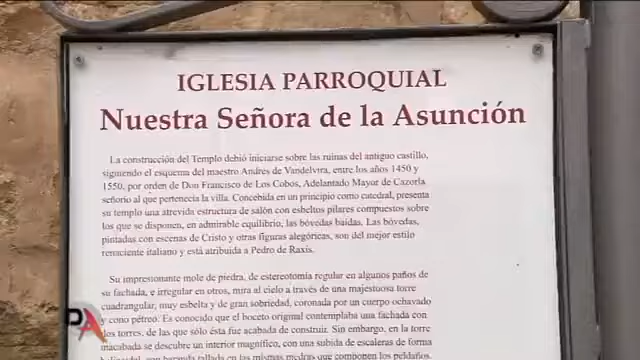 IGLESIA PARROQUIAL
Nuestra Señora de la Asunción
La construcción del Templo debió iniciarse sobre las ruinas del antiguo castillo,
siguiendo el esquema del maestro Andrés de Vandelvira, entre los años 1450 y
1550, por orden de Don Francisco de Los Cobos, Adelantado Mayor de Cazorla
señorío al que pertenecía la villa. Concebida en un principio como catedral, presenta
su templo una atrevida estructura de salón con esbeltos pilares compuestos sobre
los que se disponen, en admirable equilibrio, las bóvedas baídas. Las bóvedas,
pintadas con escenas de Cristo y otras figuras alegóricas, son del mejor estilo
renaciente italiano y está atribuida a Pedro de Raxis.
Su impresionante mole de piedra, de estereotomía regular en algunos paños de
su fachada, e irregular en otros, mira al cielo a través de una majestuosa torre
cuadrangular, muy esbelta y de gran sobriedad, coronada por un cuerpo ochavado
y cono pétreo. Es conocido que el boceto original contemplaba una fachada con
dos torres, de las que sólo ésta fue acabada de construir. Sin embargo, en la torre
inacabada se descubre un interior magnífico, con una subida de escaleras de forma
helicoidal, con baranda tallada en las mismas piedras que componen los peldaños.
DA